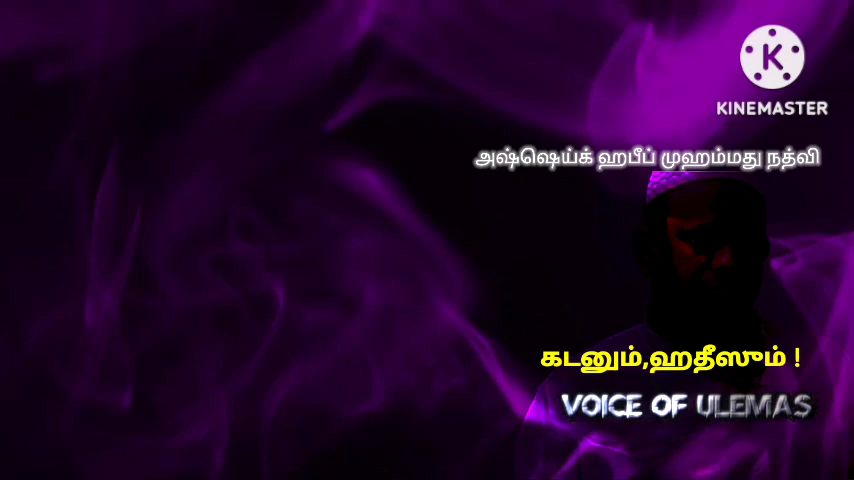 KINEMASTER
அஷ்ஷெய்க் ஹபீப் முஹம்மது நத்வி
கடனும்,ஹதீஸும் !
VOICE OF ULEMAS